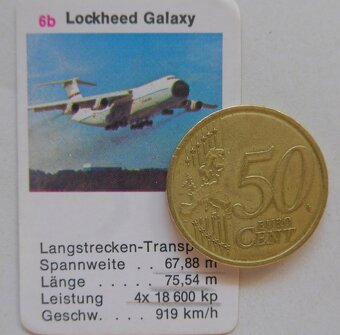 6b Lockheed Galaxy
50
EURO
CENT
Langstrecken-Transp
Spannweite . . 67,88 m
Länge . . . . . 75,54 m
Leistung 4x 18 600 kp
Geschw. . . . 919 km/h